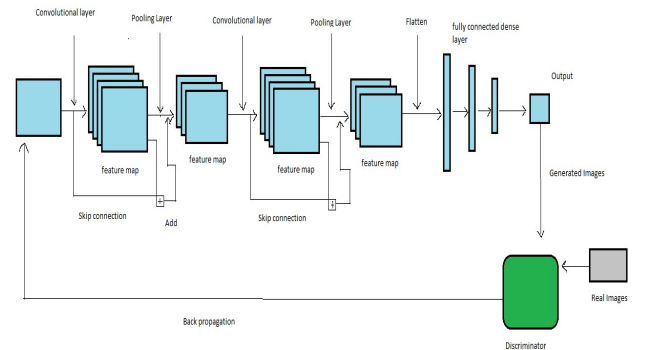 Convolutional layer
Pooling Layer
Convolutional layer
Pooling Layer
Flatten
fully connected dense
layer
Output
feature map
feature map
feature map
feature map
Generated Images
+
+
Skip connection
Add
Skip connection
Real Images
Back propagation
Discriminator